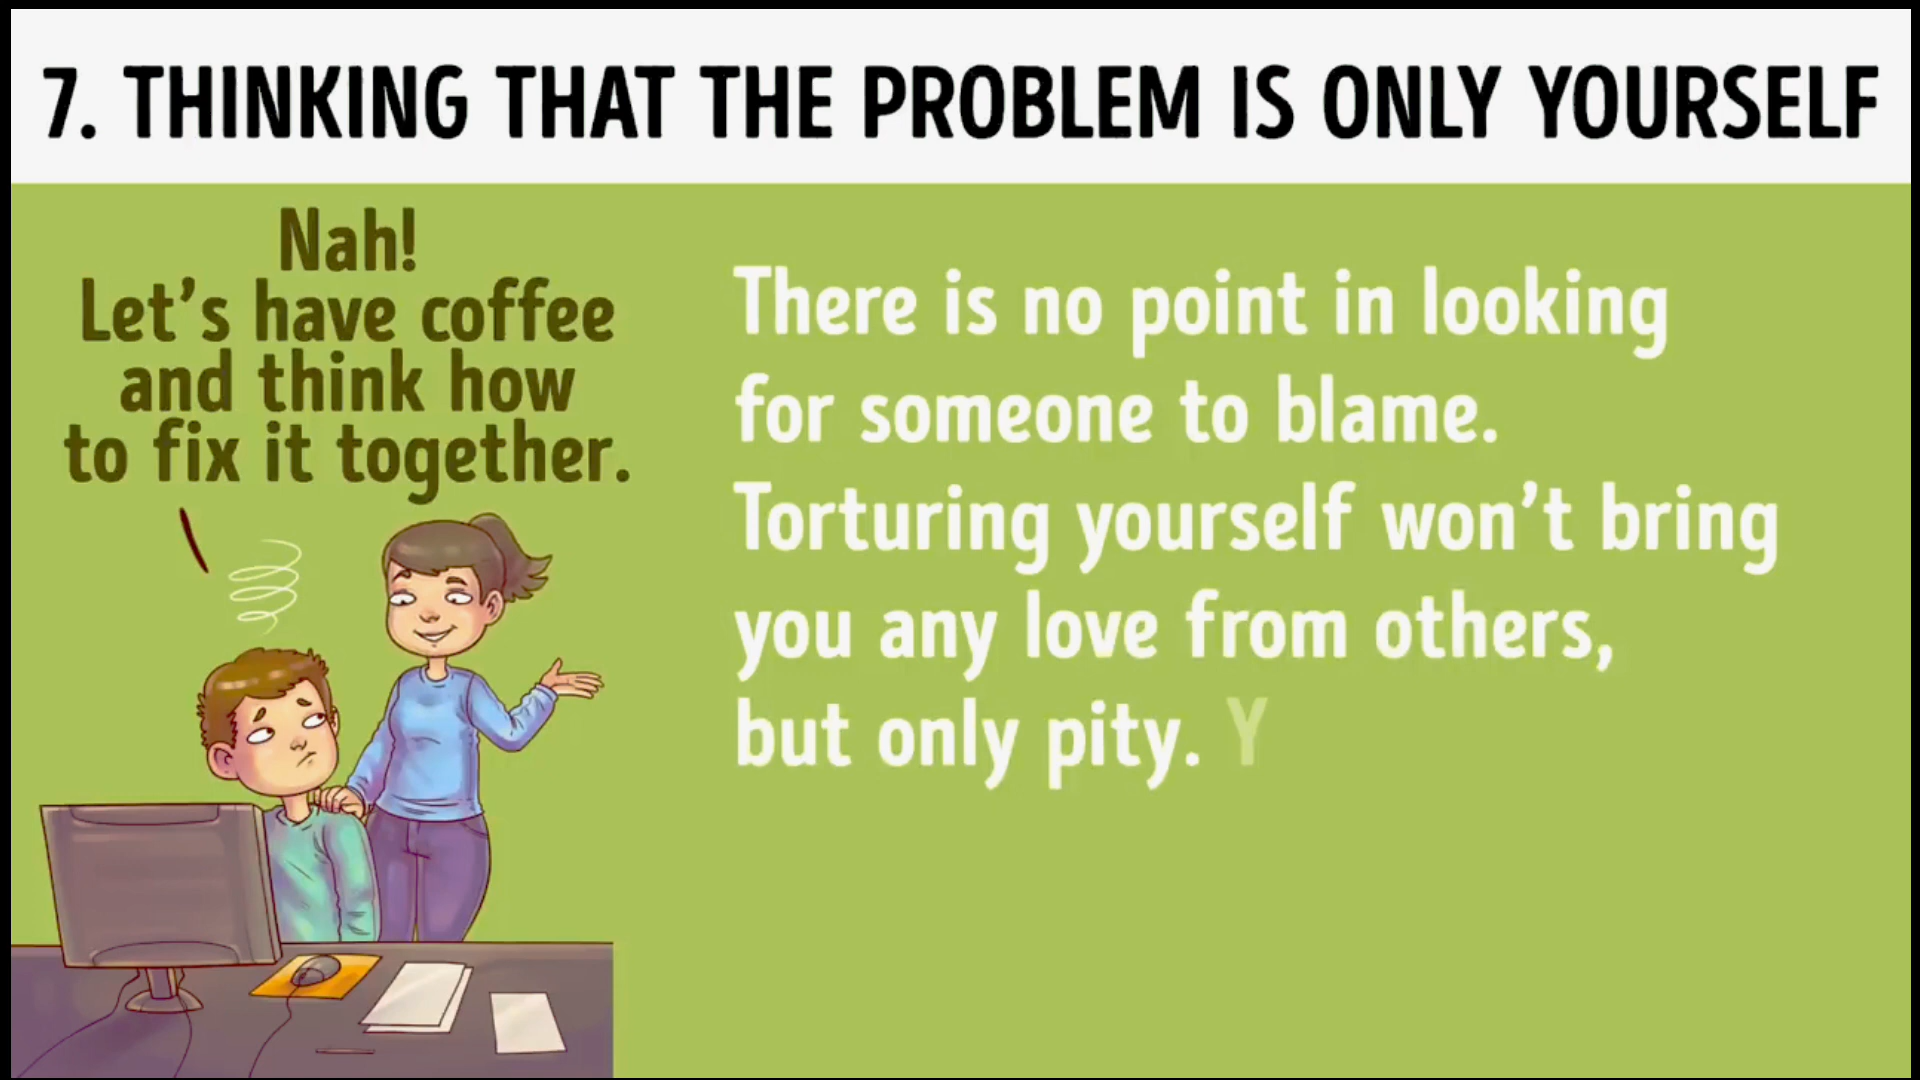 7. THINKING THAT THE PROBLEM IS ONLY YOURSELF
Nah!
Let's have coffee
and think how
to fix it together.
There is no point in looking
for someone to blame.
Torturing yourself won't bring
you any love from others,
but only pity. Y